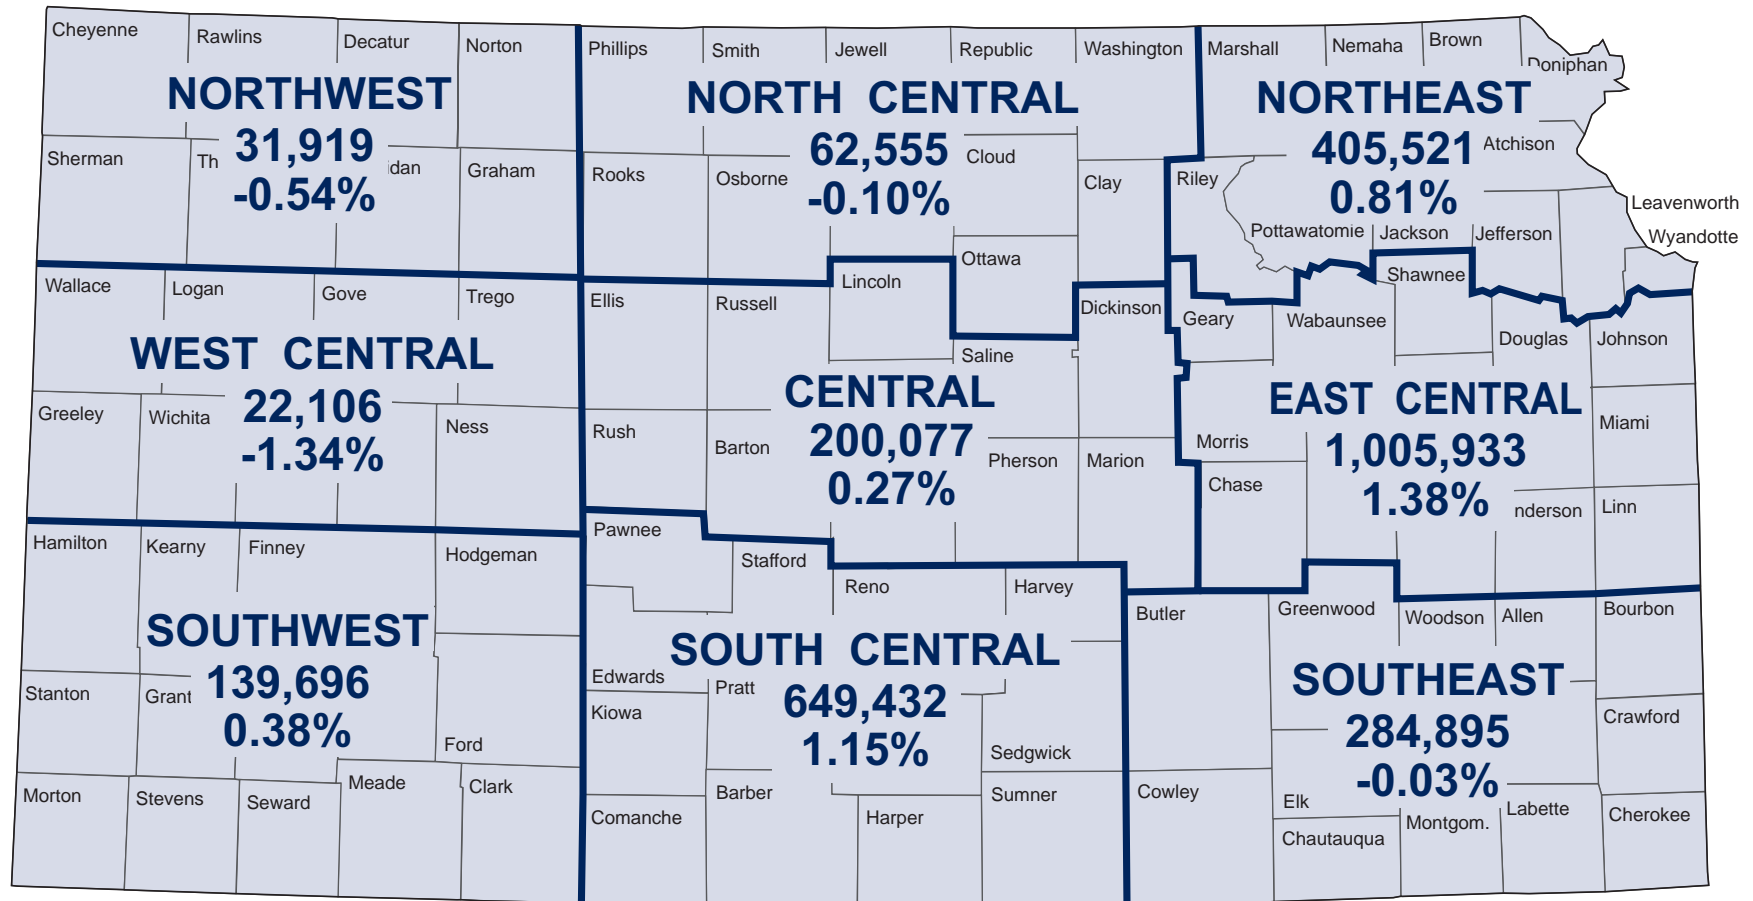 Cheyenne
Rawlins
Decatur
Norton
Phillips
Smith
Jewell
Republic
Washington
Marshall
Nemaha
Brown
Doniphan
NORTHWEST
31,919
-0.54%
NORTH CENTRAL
62,555
-0.10%
NORTHEAST
405,521
0.81%
Sherman
Th
idan
Graham
Rooks
Osborne
Cloud
Clay
Riley
Pottawatomie
Jackson
Jefferson
Atchison
Leavenworth
Wyandotte
Wallace
Logan
Gove
Trego
Ellis
Russell
Lincoln
Ottawa
Dickinson
Geary
Wabaunsee
Shawnee
Douglas
Johnson
WEST CENTRAL
22,106
-1.34%
Saline
CENTRAL
200,077
0.27%
EAST CENTRAL
1,005,933
1.38%
Greeley
Wichita
Ness
Rush
Barton
Pherson
Marion
Morris
Chase
nderson
Miami
Linn
Hamilton
Kearny
Finney
Hodgeman
Pawnee
Stafford
Reno
Harvey
Butler
Greenwood
Woodson
Allen
Bourbon
SOUTHWEST
139,696
0.38%
SOUTH CENTRAL
649,432
1.15%
SOUTHEAST
284,895
-0.03%
Stanton
Grant
Ford
Edwards
Kiowa
Pratt
Sedgwick
Crawford
Morton
Stevens
Seward
Meade
Clark
Comanche
Barber
Harper
Sumner
Cowley
Elk
Chautauqua
Montgom.
Labette
Cherokee